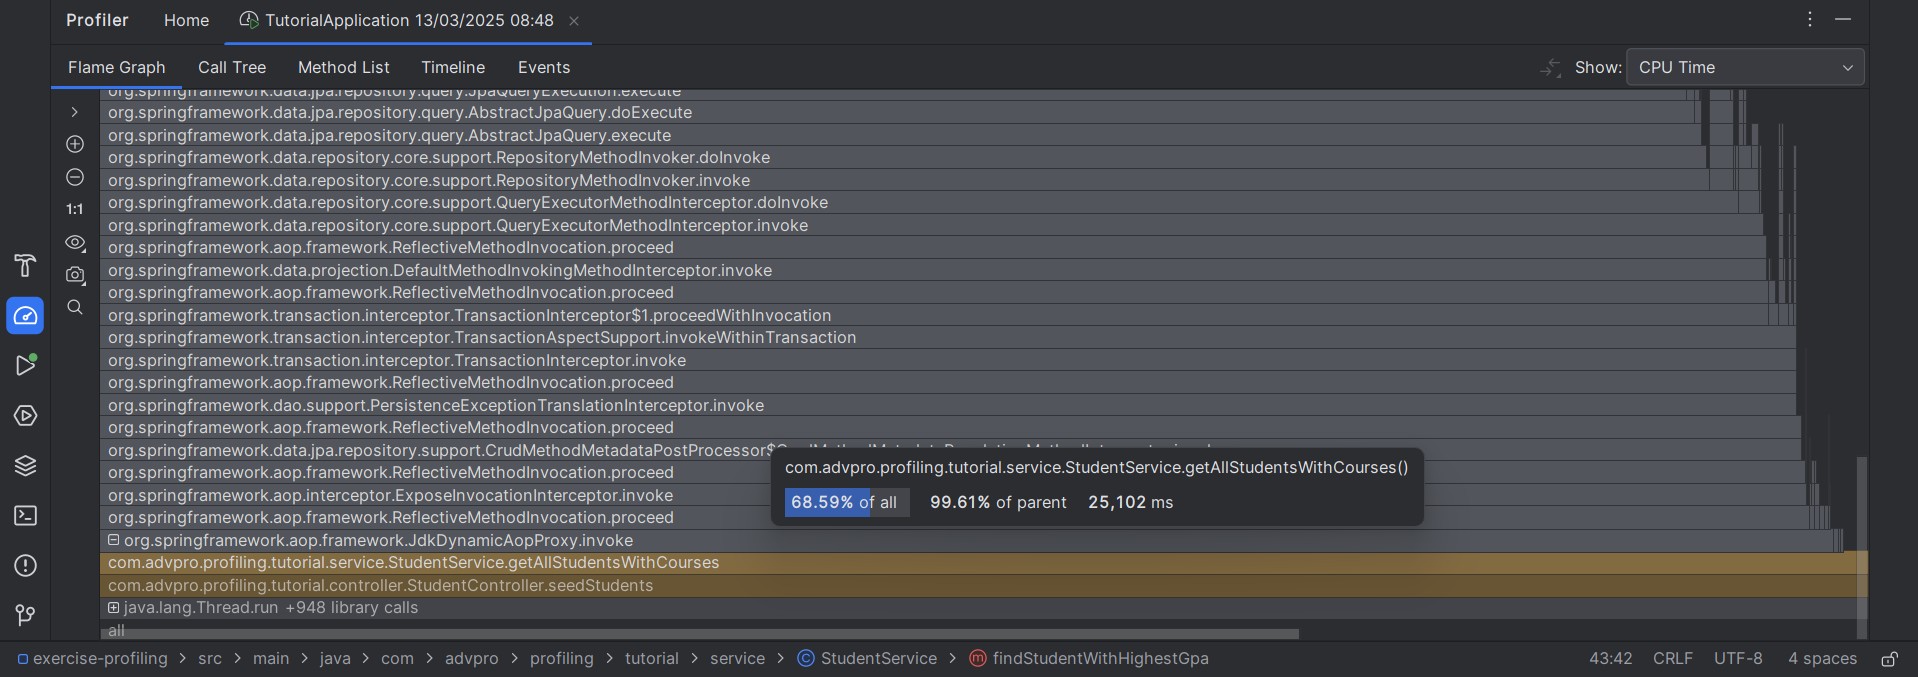 Profiler Home TutorialApplication 13/03/2025 08:48
Flame Graph Call Tree Method List Timeline Events Show: CPU Time
org.springframework.data.jpa.repository.query.JpaQueryExecution.execute
org.springframework.data.jpa.repository.query.AbstractJpaQuery.doExecute
org.springframework.data.jpa.repository.query.AbstractJpaQuery.execute
org.springframework.data.repository.core.support.RepositoryMethodInvoker.doInvoke
org.springframework.data.repository.core.support.RepositoryMethodInvoker.invoke
1:1
org.springframework.data.repository.core.support.QueryExecutorMethodInterceptor.doInvoke
org.springframework.data.repository.core.support.QueryExecutorMethodInterceptor.invoke
org.springframework.aop.framework.ReflectiveMethodInvocation.proceed
org.springframework.data.projection.DefaultMethodInvokingMethodInterceptor.invoke
org.springframework.aop.framework.ReflectiveMethodInvocation.proceed
org.springframework.transaction.interceptor.TransactionInterceptor$1.proceedWithInvocation
org.springframework.transaction.interceptor.TransactionAspectSupport.invokeWithinTransaction
org.springframework.transaction.interceptor.TransactionInterceptor.invoke
org.springframework.aop.framework.ReflectiveMethodInvocation.proceed
org.springframework.dao.support.PersistenceExceptionTranslationInterceptor.invoke
org.springframework.aop.framework.ReflectiveMethodInvocation.proceed
org.springframework.data.jpa.repository.support.CrudMethodMetadataPostProcessor$
com.advpro.profiling.tutorial.service.StudentService.getAllStudentsWithCourses()
68.59% of all 99.61% of parent 25,102 ms
org.springframework.aop.framework.ReflectiveMethodInvocation.proceed
org.springframework.aop.interceptor.ExposeInvocationInterceptor.invoke
org.springframework.aop.framework.ReflectiveMethodInvocation.proceed
org.springframework.aop.framework.JdkDynamicAopProxy.invoke
com.advpro.profiling.tutorial.service.StudentService.getAllStudentsWithCourses
com.advpro.profiling.tutorial.controller.StudentController.seedStudents
java.lang.Thread.run +948 library calls
all
exercise-profiling > src > main > java > com > advpro > profiling > tutorial > service > StudentService > findStudentWithHighestGpa 43:42 CRLF UTF-8 4 spaces